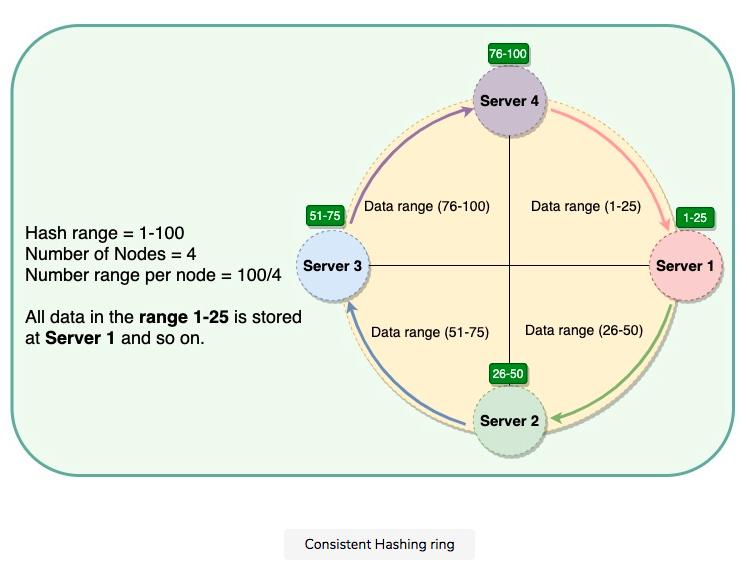 76-100
Server 4
51-75
Data range (76-100)
Data range (1-25)
1-25
Hash range = 1-100
Number of Nodes = 4
Number range per node = 100/4
Server 3
Server 1
All data in the range 1-25 is stored
at Server 1 and so on.
Data range (51-75)
Data range (26-50)
26-50
Server 2
Consistent Hashing ring